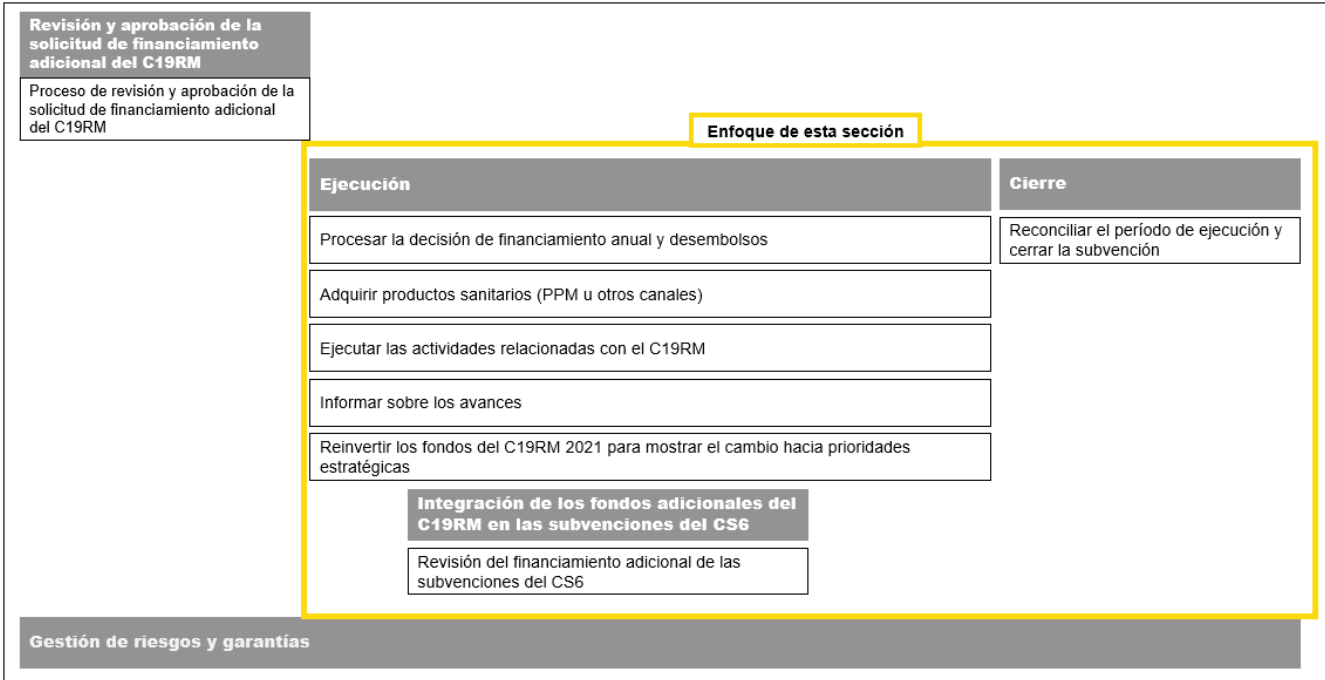 Revisión y aprobación de la
solicitud de financiamiento
adicional del C19RM
Proceso de revisión y aprobación de la
solicitud de financiamiento adicional
del C19RM
Enfoque de esta sección
Ejecución
Procesar la decisión de financiamiento anual y desembolsos
Adquirir productos sanitarios (PPM u otros canales)
Ejecutar las actividades relacionadas con el C19RM
Informar sobre los avances
Reinvertir los fondos del C19RM 2021 para mostrar el cambio hacia prioridades
estratégicas
Integración de los fondos adicionales del
C19RM en las subvenciones del CS6
Revisión del financiamiento adicional de las
subvenciones del CS6
Cierre
Reconciliar el período de ejecución y
cerrar la subvención
Gestión de riesgos y garantías